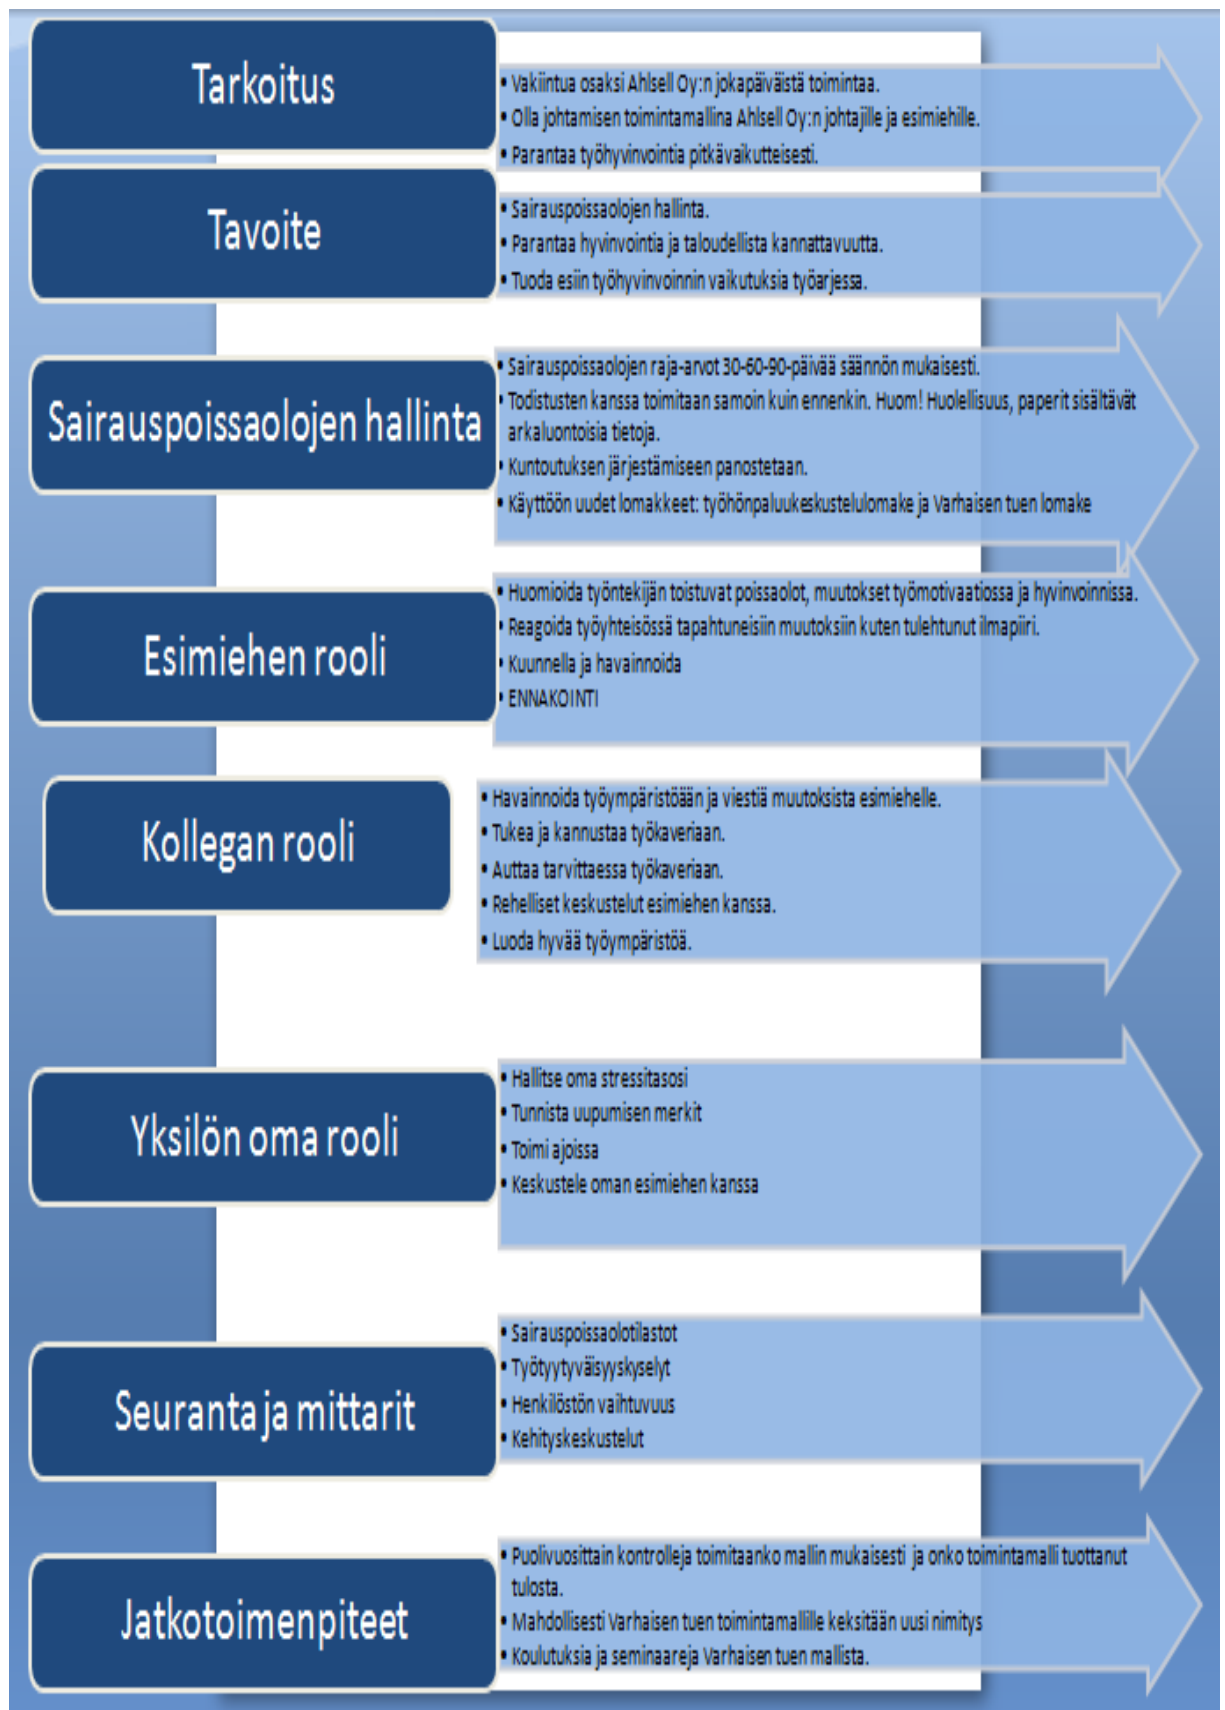 Tarkoitus
• Vakiintua osaksi Ahlsell Oy:n jokapäiväistä toimintaa.
• Olla johtamisen toimintamallina Ahlsell Oy:n johtajille ja esimiehille.
• Parantaa työhyvinvointia pitkävaikutteisesti.
Tavoite
• Sairauspoissaolojen hallinta.
• Parantaa hyvinvointia ja taloudellista kannattavuutta.
• Tuoda esiin työhyvinvoinnin vaikutuksia työarjessa.
Sairauspoissaolojen hallinta
• Sairauspoissaolojen raja-arvot 30-60-90-päivää säännön mukaisesti.
• Todistusten kanssa toimitaan samoin kuin ennenkin. Huom! Huolellisuus, paperit sisältävät
arkaluontoisia tietoja.
• Kuntoutuksen järjestämiseen panostetaan.
• Käyttöön uudet lomakkeet: työhönpaluukeskustelulomake ja Varhaisen tuen lomake
Esimiehen rooli
• Huomioida työntekijän toistuvat poissaolot, muutokset työmotivaatiossa ja hyvinvoinnissa.
• Reagoida työyhteisössä tapahtuneisiin muutoksiin kuten tulehtunut ilmapiiri.
• Kuunnella ja havainnoida
• ENNAKOINTI
Kollegan rooli
• Havainnoida työympäristöään ja viestiä muutoksista esimiehelle.
• Tukea ja kannustaa työkaveriaan.
• Auttaa tarvittaessa työkaveriaan.
• Rehelliset keskustelut esimiehen kanssa.
• Luoda hyvää työympäristöä.
Yksilön oma rooli
• Hallitse oma stressitasosi
• Tunnista uupumisen merkit
• Toimi ajoissa
• Keskustele oman esimiehen kanssa
Seuranta ja mittarit
• Sairauspoissaolotilastot
• Työtyytyväisyyskyselyt
• Henkilöstön vaihtuvuus
• Kehityskeskustelut
Jatkotoimenpiteet
• Puolivuosittain kontrolleja toimitaanko mallin mukaisesti ja onko toimintamalli tuottanut
tulosta.
• Mahdollisesti Varhaisen tuen toimintamallille keksitään uusi nimitys
• Koulutuksia ja seminaareja Varhaisen tuen mallista.